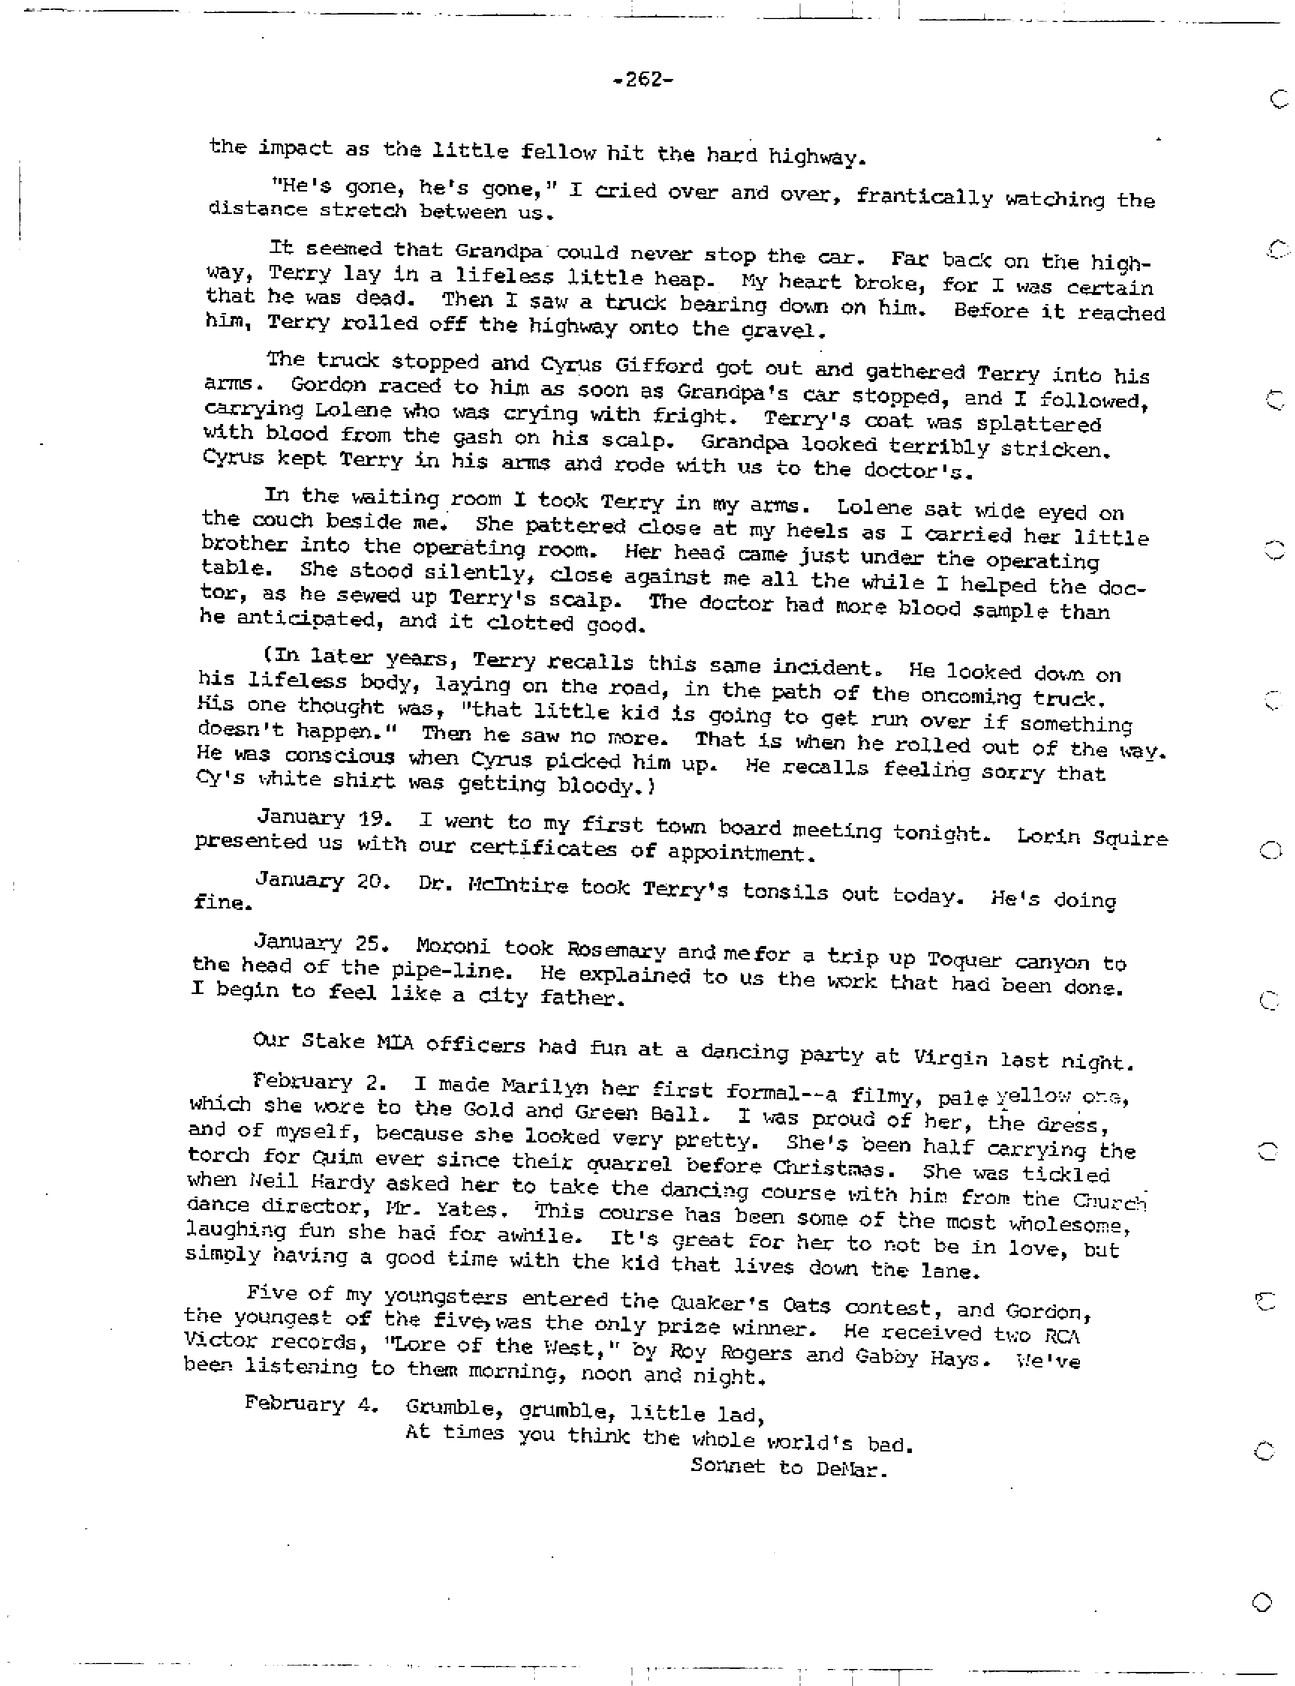 -262-
the impact as the little fellow hit the hard highway.
"He's gone, he's gone," I cried over and over, frantically watching the
distance stretch between us.
It seemed that Grandpa could never stop the car. Far back on the high-
way, Terry lay in a lifeless little heap. My heart broke, for I was certain
that he was dead. Then I saw a truck bearing down on him. Before it reached
him, Terry rolled off the highway onto the gravel.
The truck stopped and Cyrus Gifford got out and gathered Terry into his
arms. Gordon raced to him as soon as Grandpa's car stopped, and I followed,
carrying Lolene who was crying with fright. Terry's coat was splattered
with blood from the gash on his scalp. Grandpa looked terribly stricken.
Cyrus kept Terry in his arms and rode with us to the doctor's.
In the waiting room I took Terry in my arms. Lolene sat wide eyed on
the couch beside me. She pattered close at my heels as I carried her little
brother into the operating room. Her head came just under the operating
table. She stood silently, close against me all the while I helped the doc-
tor, as he sewed up Terry's scalp. The doctor had more blood sample than
he anticipated, and it clotted good.
(In later years, Terry recalls this same incident. He looked down on
his lifeless body, laying on the road, in the path of the oncoming truck.
His one thought was, "that little kid is going to get run over if something
doesn't happen." Then he saw no more. That is when he rolled out of the way.
He was conscious when Cyrus picked him up. He recalls feeling sorry that
Cy's white shirt was getting bloody.)
January 19. I went to my first town board meeting tonight. Lorin Squire
presented us with our certificates of appointment.
January 20. Dr. McIntire took Terry's tonsils out today. He's doing
fine.
January 25. Moroni took Rosemary and me for a trip up Toquer canyon to
the head of the pipe-line. He explained to us the work that had been done.
I begin to feel like a city father.
Our Stake MIA officers had fun at a dancing party at Virgin last night.
February 2. I made Marilyn her first formal--a filmy, pale yellow one,
which she wore to the Gold and Green Ball. I was proud of her, the dress,
and of myself, because she looked very pretty. She's been half carrying the
torch for Quim ever since their quarrel before Christmas. She was tickled
when Neil Hardy asked her to take the dancing course with him from the Church
dance director, Mr. Yates. This course has been some of the most wholesome,
laughing fun she had for awhile. It's great for her to not be in love, but
simply having a good time with the kid that lives down the lane.
Five of my youngsters entered the Quaker's Oats contest, and Gordon,
the youngest of the five, was the only prize winner. He received two RCA
Victor records, "Lore of the West," by Roy Rogers and Gabby Hays. We've
been listening to them morning, noon and night.
February 4. Grumble, grumble, little lad,
At times you think the whole world's bad.
Sonnet to DeMar.